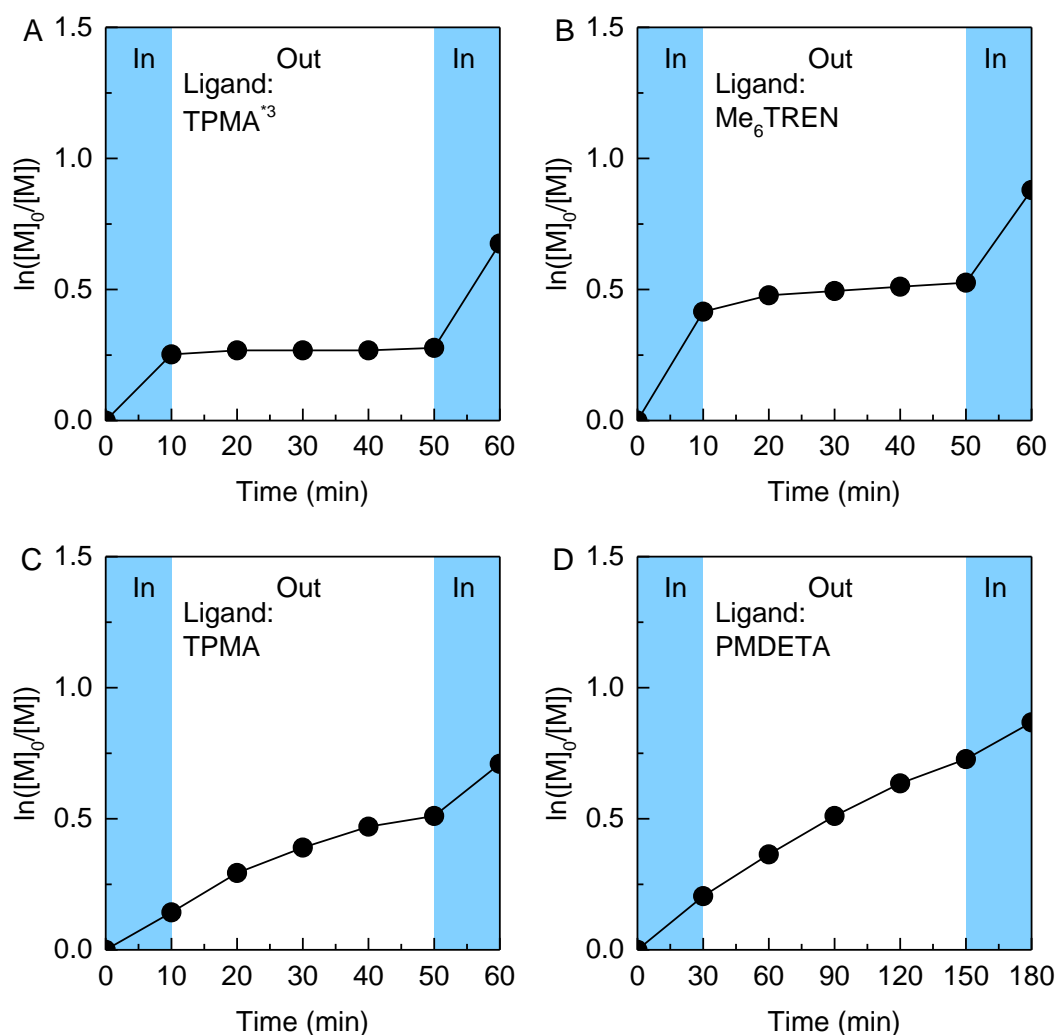 A
In Out In
Ligand:
TPMA*3
ln([M]0/[M])
1.5
1.0
0.5
0.0
0 10 20 30 40 50 60
Time (min)
B
In Out In
Ligand:
Me6TREN
ln([M]0/[M])
1.5
1.0
0.5
0.0
0 10 20 30 40 50 60
Time (min)
C
In Out In
Ligand:
TPMA
ln([M]0/[M])
1.5
1.0
0.5
0.0
0 10 20 30 40 50 60
Time (min)
D
In Out In
Ligand:
PMDETA
ln([M]0/[M])
1.5
1.0
0.5
0.0
0 30 60 90 120 150 180
Time (min)